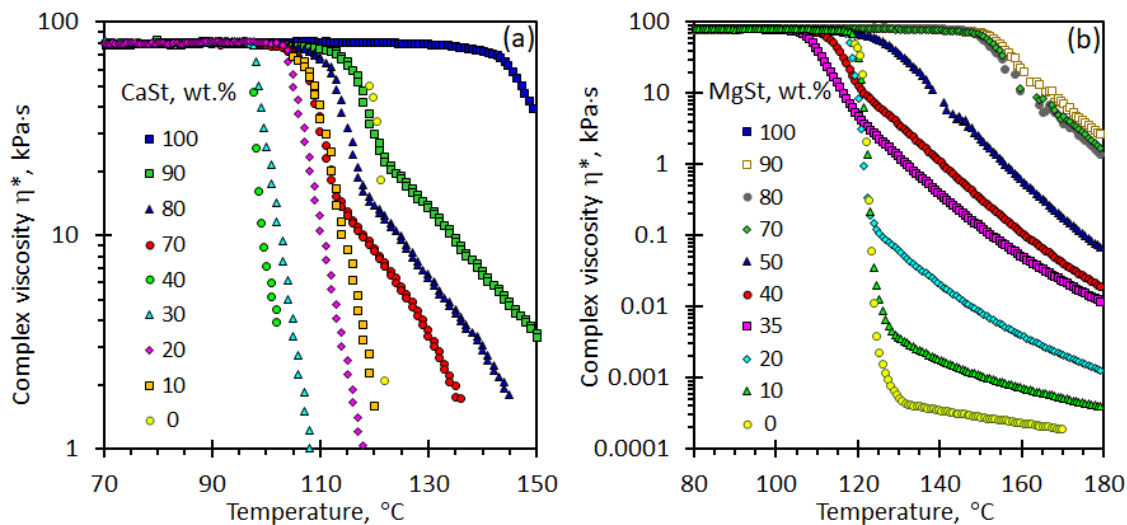 (a)
Complex viscosity η*, kPa·s
100
10
1
CaSt, wt.%
100
90
80
70
40
30
20
10
0
70 90 110 130 150
Temperature, °C
(b)
Complex viscosity η*, kPa·s
100
10
1
0.1
0.01
0.001
0.0001
MgSt, wt.%
100
90
80
70
50
40
35
20
10
0
80 100 120 140 160 180
Temperature, °C